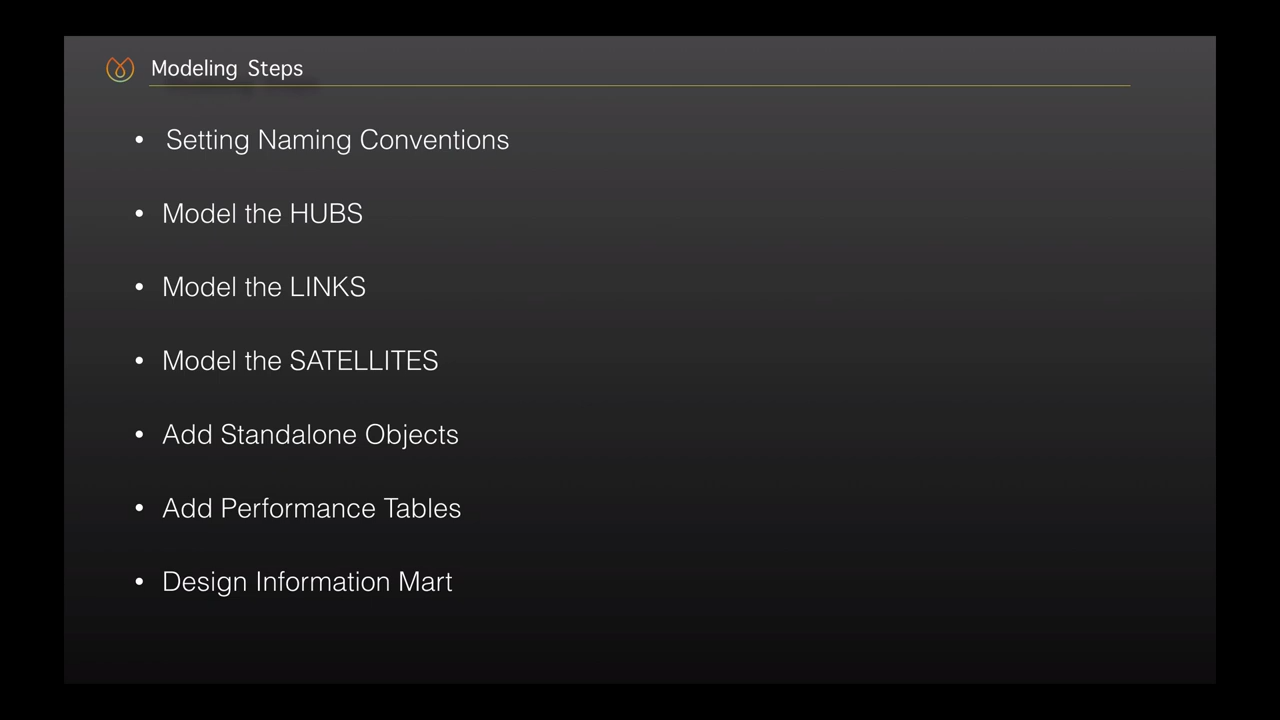 Modeling Steps
• Setting Naming Conventions
• Model the HUBS
• Model the LINKS
• Model the SATELLITES
• Add Standalone Objects
• Add Performance Tables
• Design Information Mart